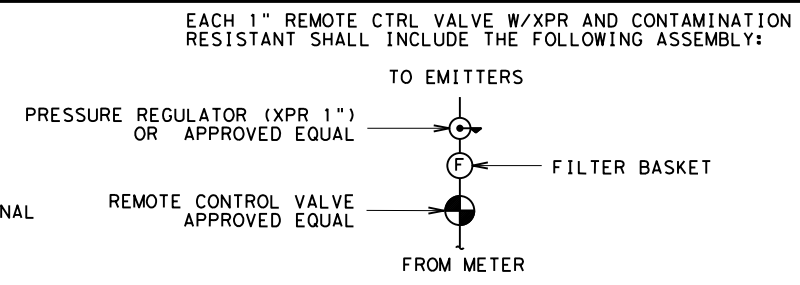 EACH 1" REMOTE CTRL VALVE W/XPR AND CONTAMINATION
RESISTANT SHALL INCLUDE THE FOLLOWING ASSEMBLY:
TO EMITTERS
PRESSURE REGULATOR (XPR 1")
OR APPROVED EQUAL
F
FILTER BASKET
REMOTE CONTROL VALVE
APPROVED EQUAL
NAL
FROM METER